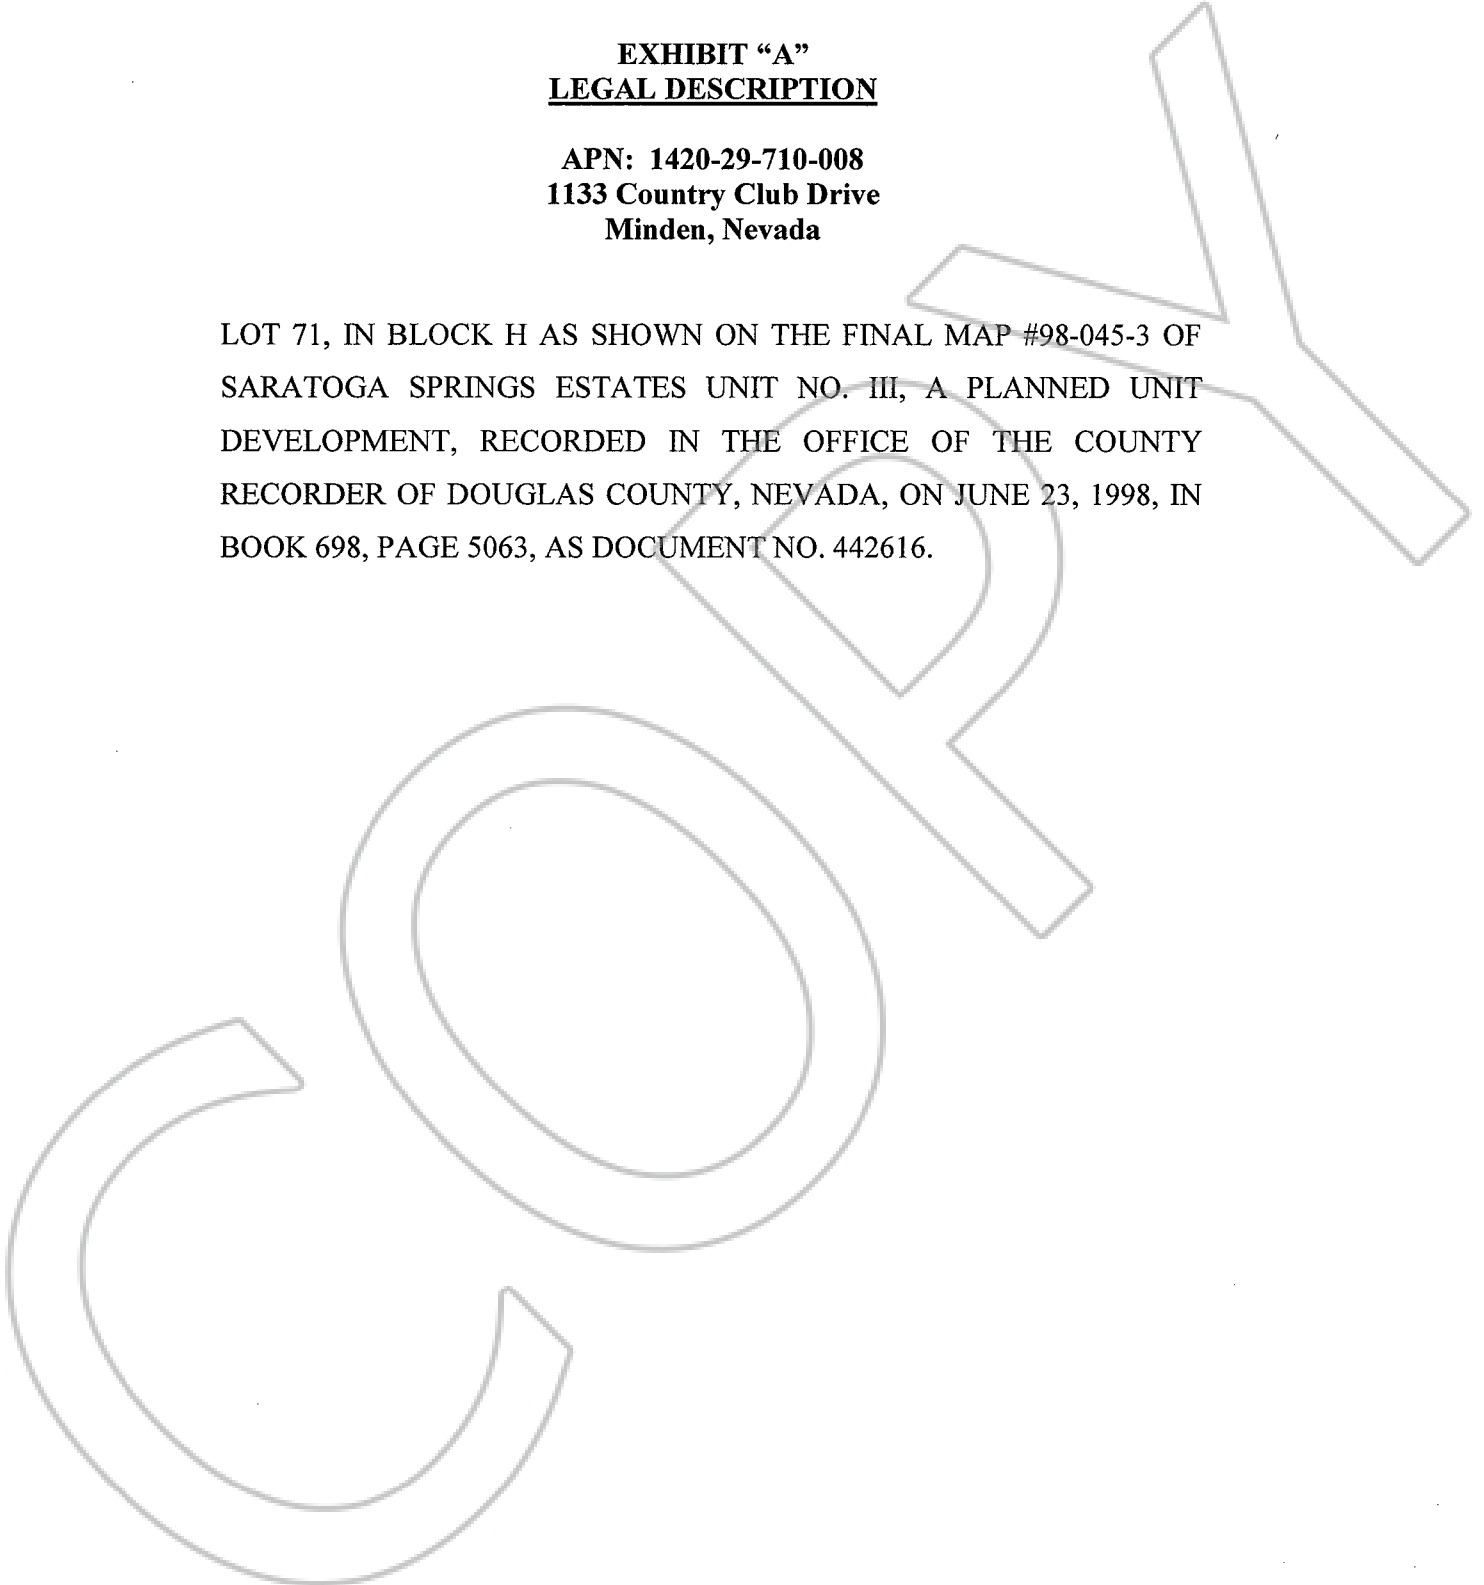 EXHIBIT “A”
LEGAL DESCRIPTION
APN: 1420-29-710-008
1133 Country Club Drive
Minden, Nevada
LOT 71, IN BLOCK H AS SHOWN ON THE FINAL MAP #98-045-3 OF
SARATOGA SPRINGS ESTATES UNIT NO. III, A PLANNED UNIT
DEVELOPMENT, RECORDED IN THE OFFICE OF THE COUNTY
RECORDER OF DOUGLAS COUNTY, NEVADA, ON JUNE 23, 1998, IN
BOOK 698, PAGE 5063, AS DOCUMENT NO. 442616.
COPY